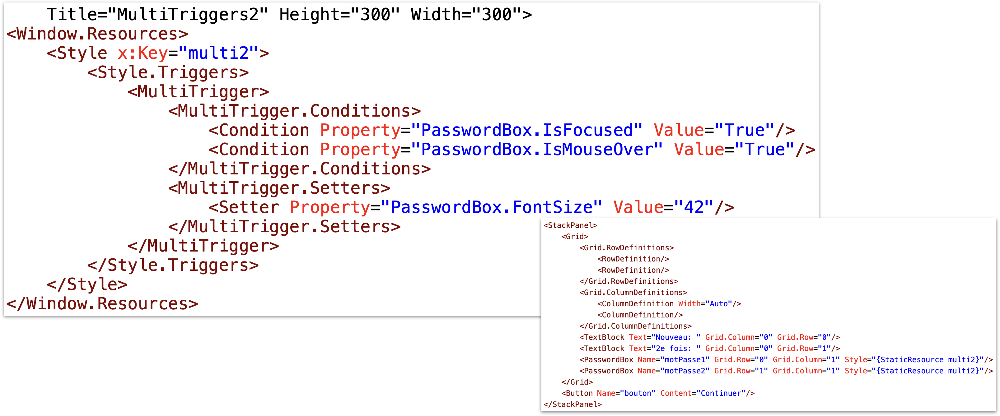 Title="MultiTriggers2" Height="300" Width="300">
<Window.Resources>
<Style x:Key="multi2">
<Style.Triggers>
<MultiTrigger>
<MultiTrigger.Conditions>
<Condition Property="PasswordBox.IsFocused" Value="True"/>
<Condition Property="PasswordBox.IsMouseOver" Value="True"/>
</MultiTrigger.Conditions>
<MultiTrigger.Setters>
<Setter Property="PasswordBox.FontSize" Value="42"/>
</MultiTrigger.Setters>
</MultiTrigger>
</Style.Triggers>
</Style>
</Window.Resources>
<StackPanel>
<Grid>
<Grid.RowDefinitions>
<RowDefinition/>
<RowDefinition/>
</Grid.RowDefinitions>
<Grid.ColumnDefinitions>
<ColumnDefinition Width="Auto"/>
<ColumnDefinition/>
</Grid.ColumnDefinitions>
<TextBlock Text="Nouveau: " Grid.Column="0" Grid.Row="0"/>
<TextBlock Text="2e fois: " Grid.Column="0" Grid.Row="1"/>
<PasswordBox Name="motPasse1" Grid.Row="0" Grid.Column="1" Style="{StaticResource multi2}"/>
<PasswordBox Name="motPasse2" Grid.Row="1" Grid.Column="1" Style="{StaticResource multi2}"/>
</Grid>
<Button Name="bouton" Content="Continuer"/>
</StackPanel>